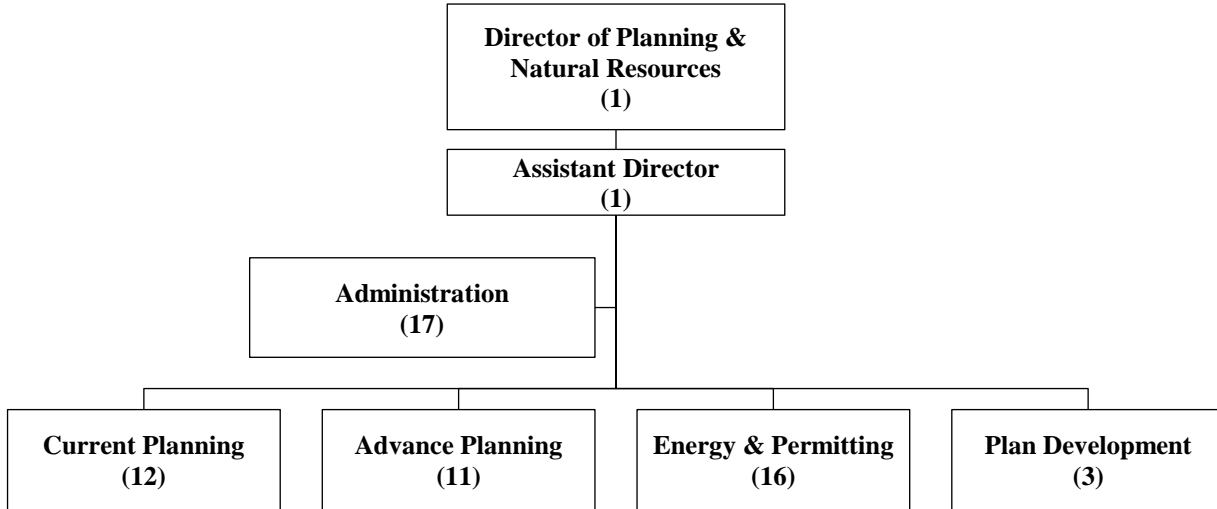 Director of Planning &
Natural Resources
(1)
Assistant Director
(1)
Administration
(17)
Current Planning
(12)
Advance Planning
(11)
Energy & Permitting
(16)
Plan Development
(3)